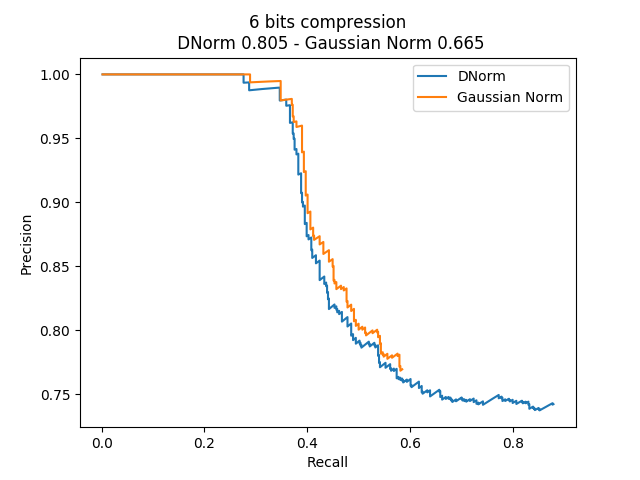 6 bits compression
DNorm 0.805 - Gaussian Norm 0.665
DNorm
Gaussian Norm
1.00
0.95
0.90
0.85
0.80
0.75
Precision
0.0 0.2 0.4 0.6 0.8
Recall